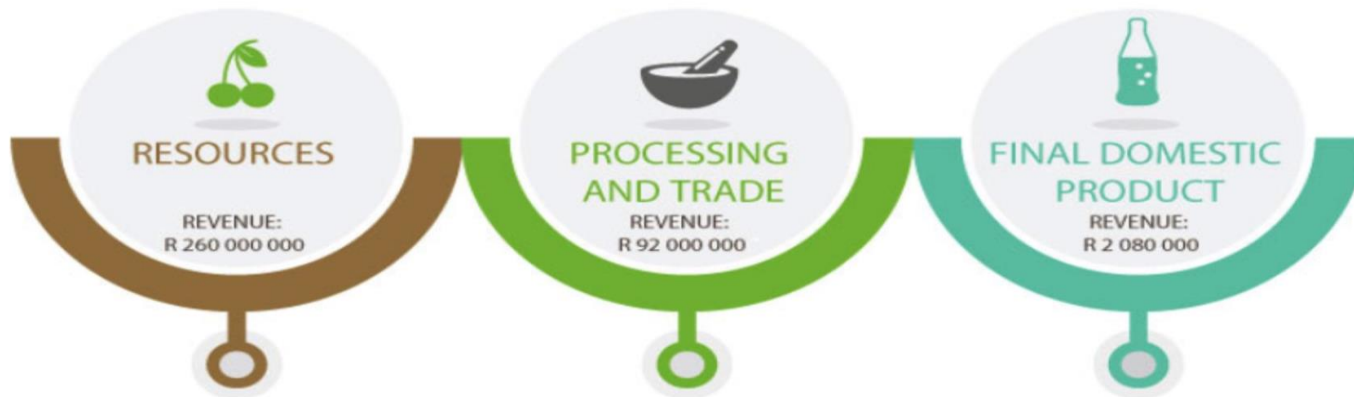 RESOURCES
REVENUE:
R 260 000 000
PROCESSING
AND TRADE
REVENUE:
R 92 000 000
FINAL DOMESTIC
PRODUCT
REVENUE:
R 2 080 000